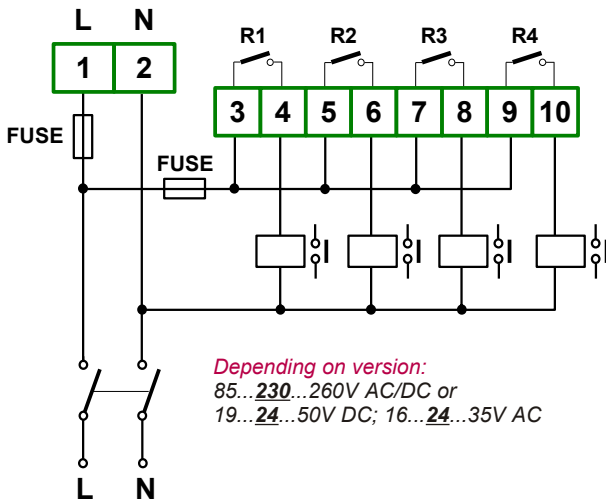 L N
R1 R2 R3 R4
1 2
3 4 5 6 7 8 9 10
FUSE
FUSE
Depending on version:
85...230...260V AC/DC or
19...24...50V DC; 16...24...35V AC
L N